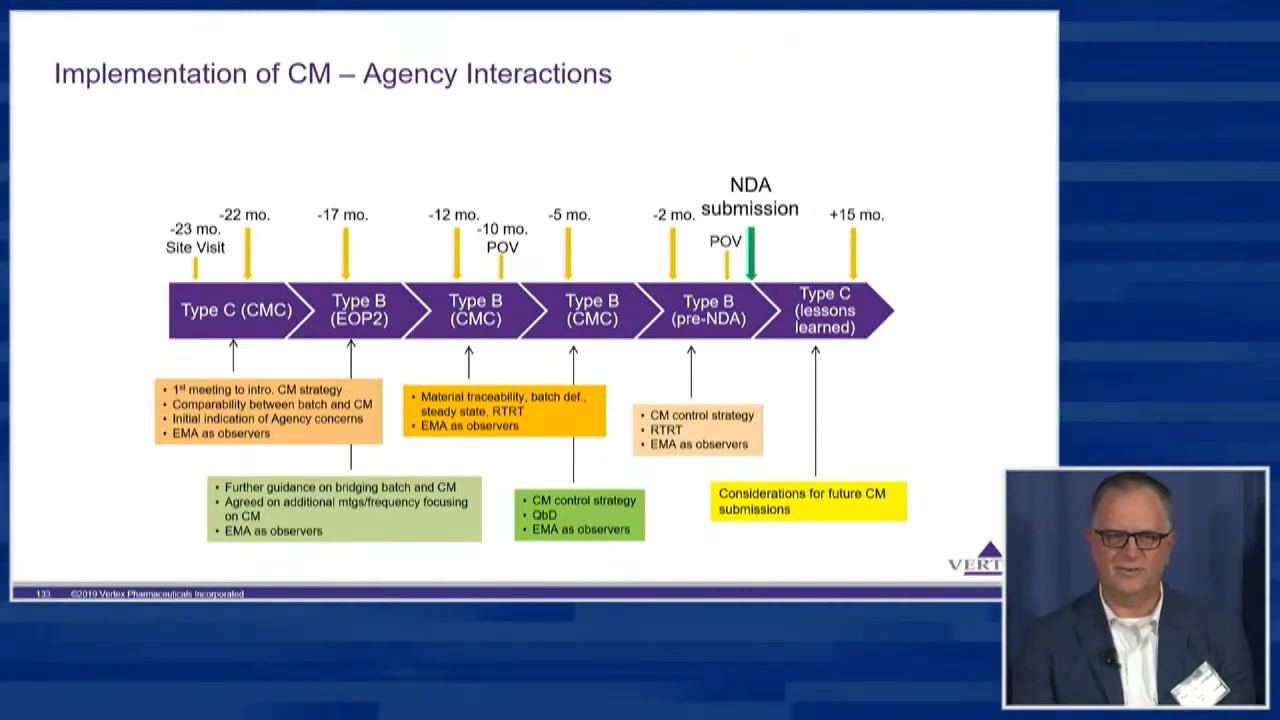 Implementation of CM – Agency Interactions
NDA
submission
-23 mo.
Site Visit
-22 mo.
-17 mo.
-12 mo.
-10 mo.
POV
-5 mo.
-2 mo.
POV
+15 mo.
Type C (CMC)
Type B
(EOP2)
Type B
(CMC)
Type B
(CMC)
Type B
(pre-NDA)
Type C
(lessons
learned)
• 1st meeting to intro. CM strategy
• Comparability between batch and CM
• Initial indication of Agency concerns
• EMA as observers
• Material traceability, batch def.,
steady state, RTRT
• EMA as observers
• CM control strategy
• RTRT
• EMA as observers
• Further guidance on bridging batch and CM
• Agreed on additional mtgs/frequency focusing
on CM
• EMA as observers
• CM control strategy
• QbD
• EMA as observers
Considerations for future CM
submissions
VERT
133 ©2019 Vertex Pharmaceuticals Incorporated